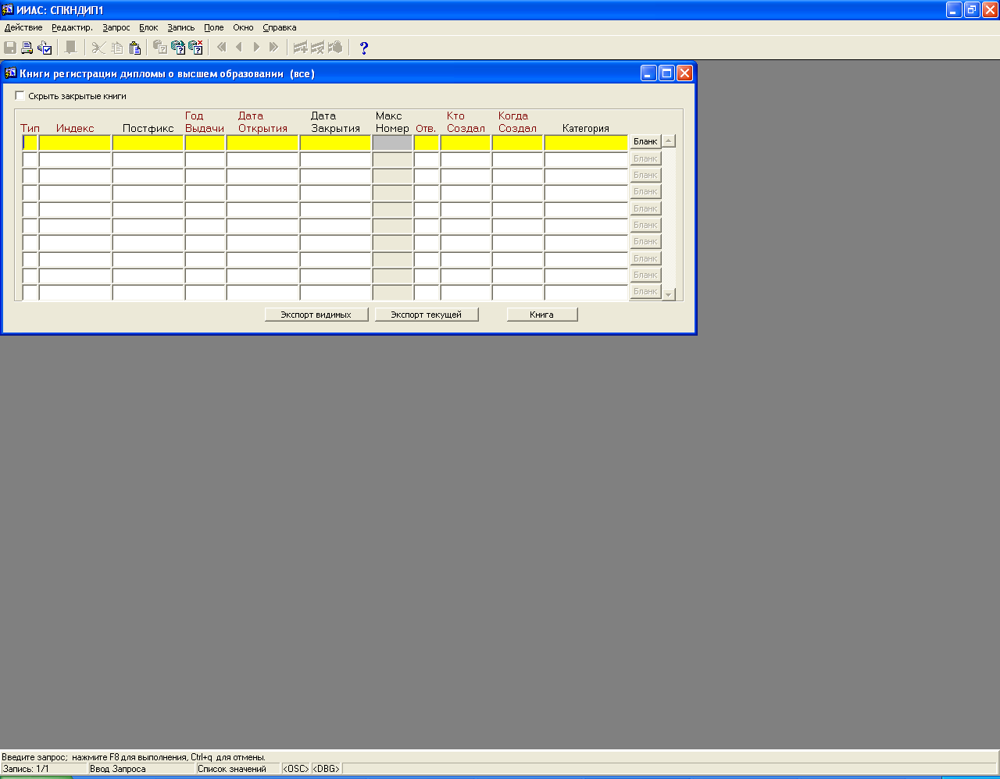 ИИАС: СПКНДИП1
Действие Редактир. Запрос Блок Запись Поле Окно Справка
Книги регистрации дипломы о высшем образовании (все)
Скрыть закрытые книги
Год Дата Дата Макс Кто Когда
Тип Индекс Постфикс Выдачи Открытия Закрытия Номер Отв. Создал Создал Категория
Бланк
Бланк
Бланк
Бланк
Бланк
Бланк
Бланк
Бланк
Бланк
Бланк
Экспорт видимых Экспорт текущей Книга
Введите запрос; нажмите F8 для выполнения, Ctrl+q для отмены.
Запись: 1/1 Ввод Запроса Список значений <OSC> <DBG>